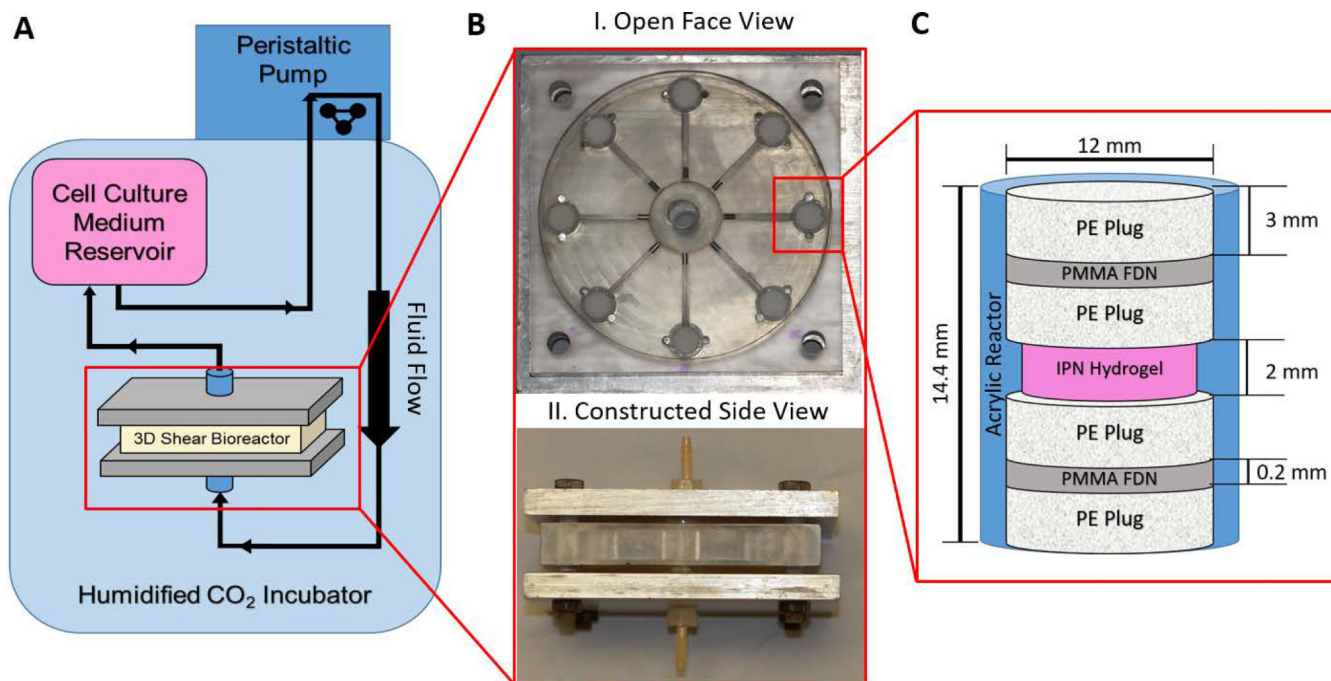 A
Peristaltic
Pump
Cell Culture
Medium
Reservoir
Fluid Flow
3D Shear Bioreactor
Humidified CO₂ Incubator
B
I. Open Face View
II. Constructed Side View
C
12 mm
PE Plug
3 mm
PMMA FDN
PE Plug
IPN Hydrogel
2 mm
14.4 mm
Acrylic Reactor
PE Plug
PMMA FDN
0.2 mm
PE Plug